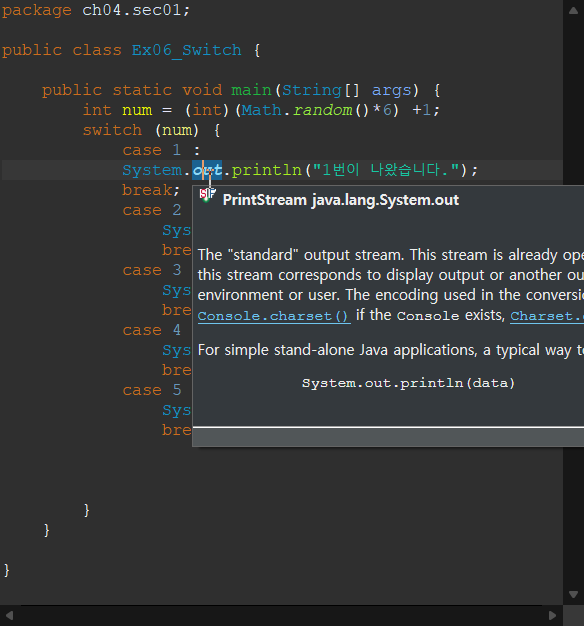 package ch04.sec01;
public class Ex06_Switch {
public static void main(String[] args) {
int num = (int)(Math.random()*6) +1;
switch (num) {
case 1 :
System.out.println("1번이 나왔습니다.");
break;
case 2
Sys
bre
case 3
Sys
bre
case 4
Sys
bre
case 5
Sys
bre
}
}
}
PrintStream java.lang.System.out
The "standard" output stream. This stream is already ope
this stream corresponds to display output or another ou
environment or user. The encoding used in the conversi
Console.charset() if the Console exists, Charset.
For simple stand-alone Java applications, a typical way t
System.out.println(data)